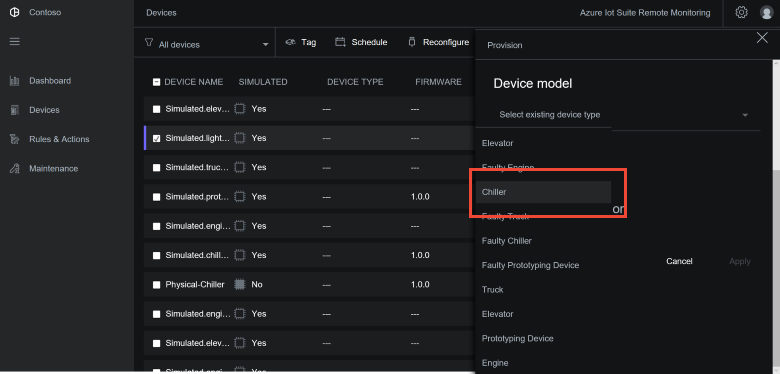 Contoso
Devices
Azure Iot Suite Remote Monitoring
All devices
Tag
Schedule
Reconfigure
Dashboard
Devices
Rules & Actions
Maintenance
DEVICE NAME SIMULATED DEVICE TYPE FIRMWARE
Simulated.elev... Yes --- ---
Simulated.light... Yes --- ---
Simulated.truc... Yes --- ---
Simulated.prot... Yes --- 1.0.0
Simulated.engi... Yes --- ---
Simulated.chill... Yes --- 1.0.0
Physical-Chiller No --- 1.0.0
Simulated.engi... Yes --- ---
Simulated.elev... Yes --- ---
Simulated.engi... Yes --- ---
Provision
Device model
Select existing device type
Elevator
Faulty Engine
Chiller
or
Faulty Truck
Faulty Chiller
Faulty Prototyping Device
Cancel
Apply
Truck
Elevator
Prototyping Device
Engine